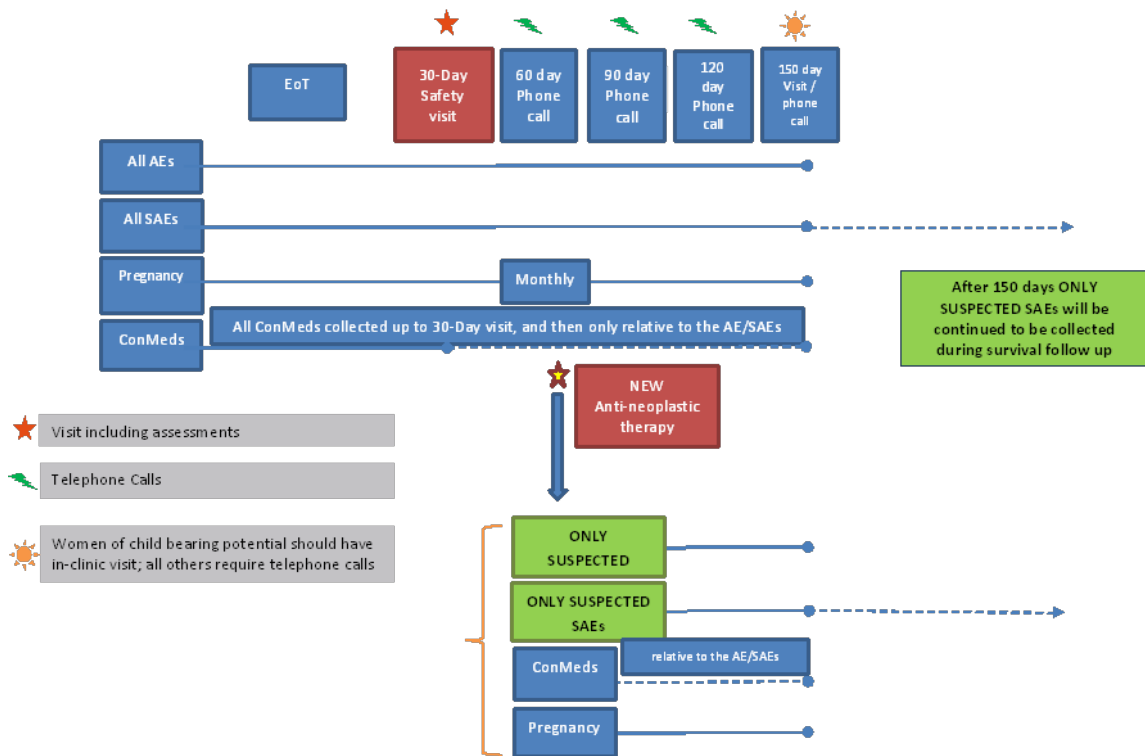 EoT
30-Day
Safety
visit
60 day
Phone
call
90 day
Phone
call
120
day
Phone
call
150 day
Visit /
phone
call
All AEs
All SAEs
Pregnancy
Monthly
ConMeds
All ConMeds collected up to 30-Day visit, and then only relative to the AE/SAEs
After 150 days ONLY
SUSPECTED SAEs will be
continued to be collected
during survival follow up
NEW
Anti-neoplastic
therapy
Visit including assessments
Telephone Calls
Women of child bearing potential should have
in-clinic visit; all others require telephone calls
ONLY
SUSPECTED
ONLY SUSPECTED
SAEs
ConMeds
relative to the AE/SAEs
Pregnancy